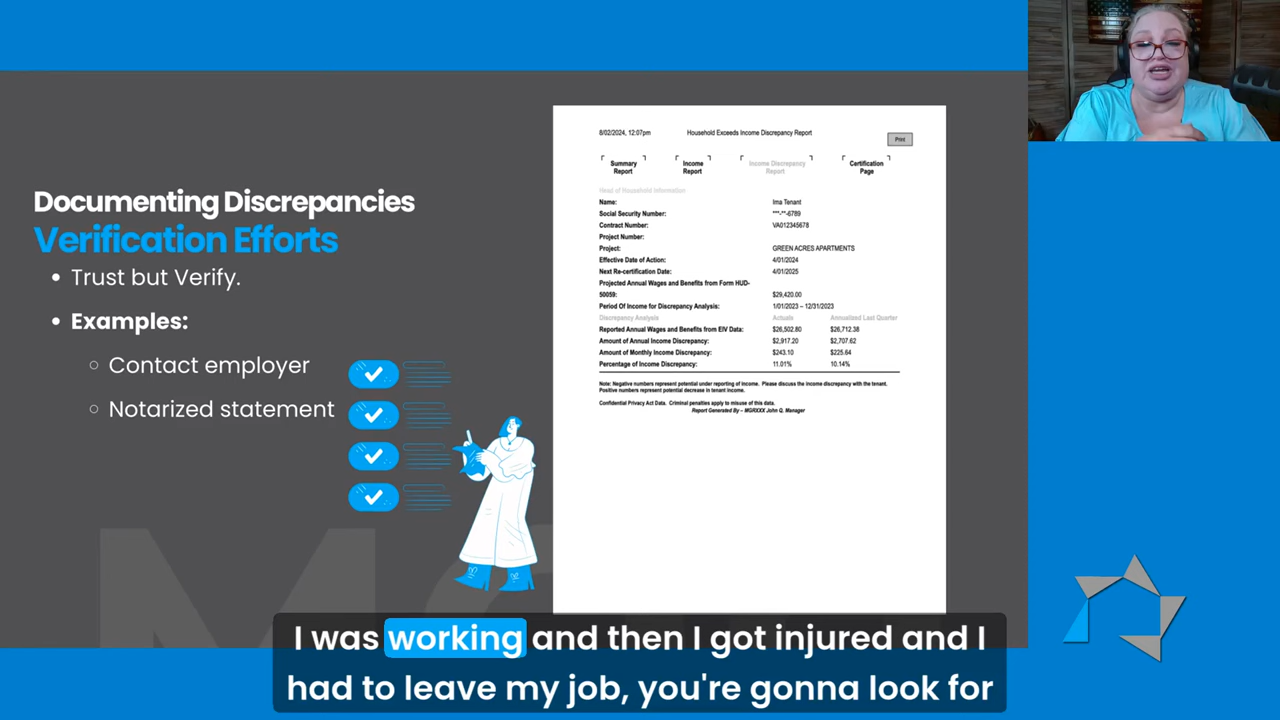 Documenting Discrepancies
Verification Efforts
• Trust but Verify.
• Examples:
○ Contact employer
○ Notarized statement
8/02/2024, 12:07pm Household Exceeds Income Discrepancy Report
Print
Summary Report Income Report Income Discrepancy Report Certification Page
Head of Household Information
Name: Ima Tenant
Social Security Number: ***-**-6789
Contract Number: VA012345678
Project Number:
Project: GREEN ACRES APARTMENTS
Effective Date of Action: 4/01/2024
Next Re-certification Date: 4/01/2025
Projected Annual Wages and Benefits from Form HUD-
50059: $29,420.00
Period Of Income for Discrepancy Analysis: 1/01/2023 – 12/31/2023
Discrepancy Analysis Actuals Annualized Last Quarter
Reported Annual Wages and Benefits from EIV Data: $26,502.80 $26,712.38
Amount of Annual Income Discrepancy: $2,917.20 $2,707.62
Amount of Monthly Income Discrepancy: $243.10 $225.64
Percentage of Income Discrepancy: 11.01% 10.14%
Note: Negative numbers represent potential under reporting of income. Please discuss the income discrepancy with the tenant.
Positive numbers represent potential decrease in tenant income.
Confidential Privacy Act Data. Criminal penalties apply to misuse of this data.
Report Generated By – MGRXXX John Q. Manager
I was working and then I got injured and I
had to leave my job, you're gonna look for